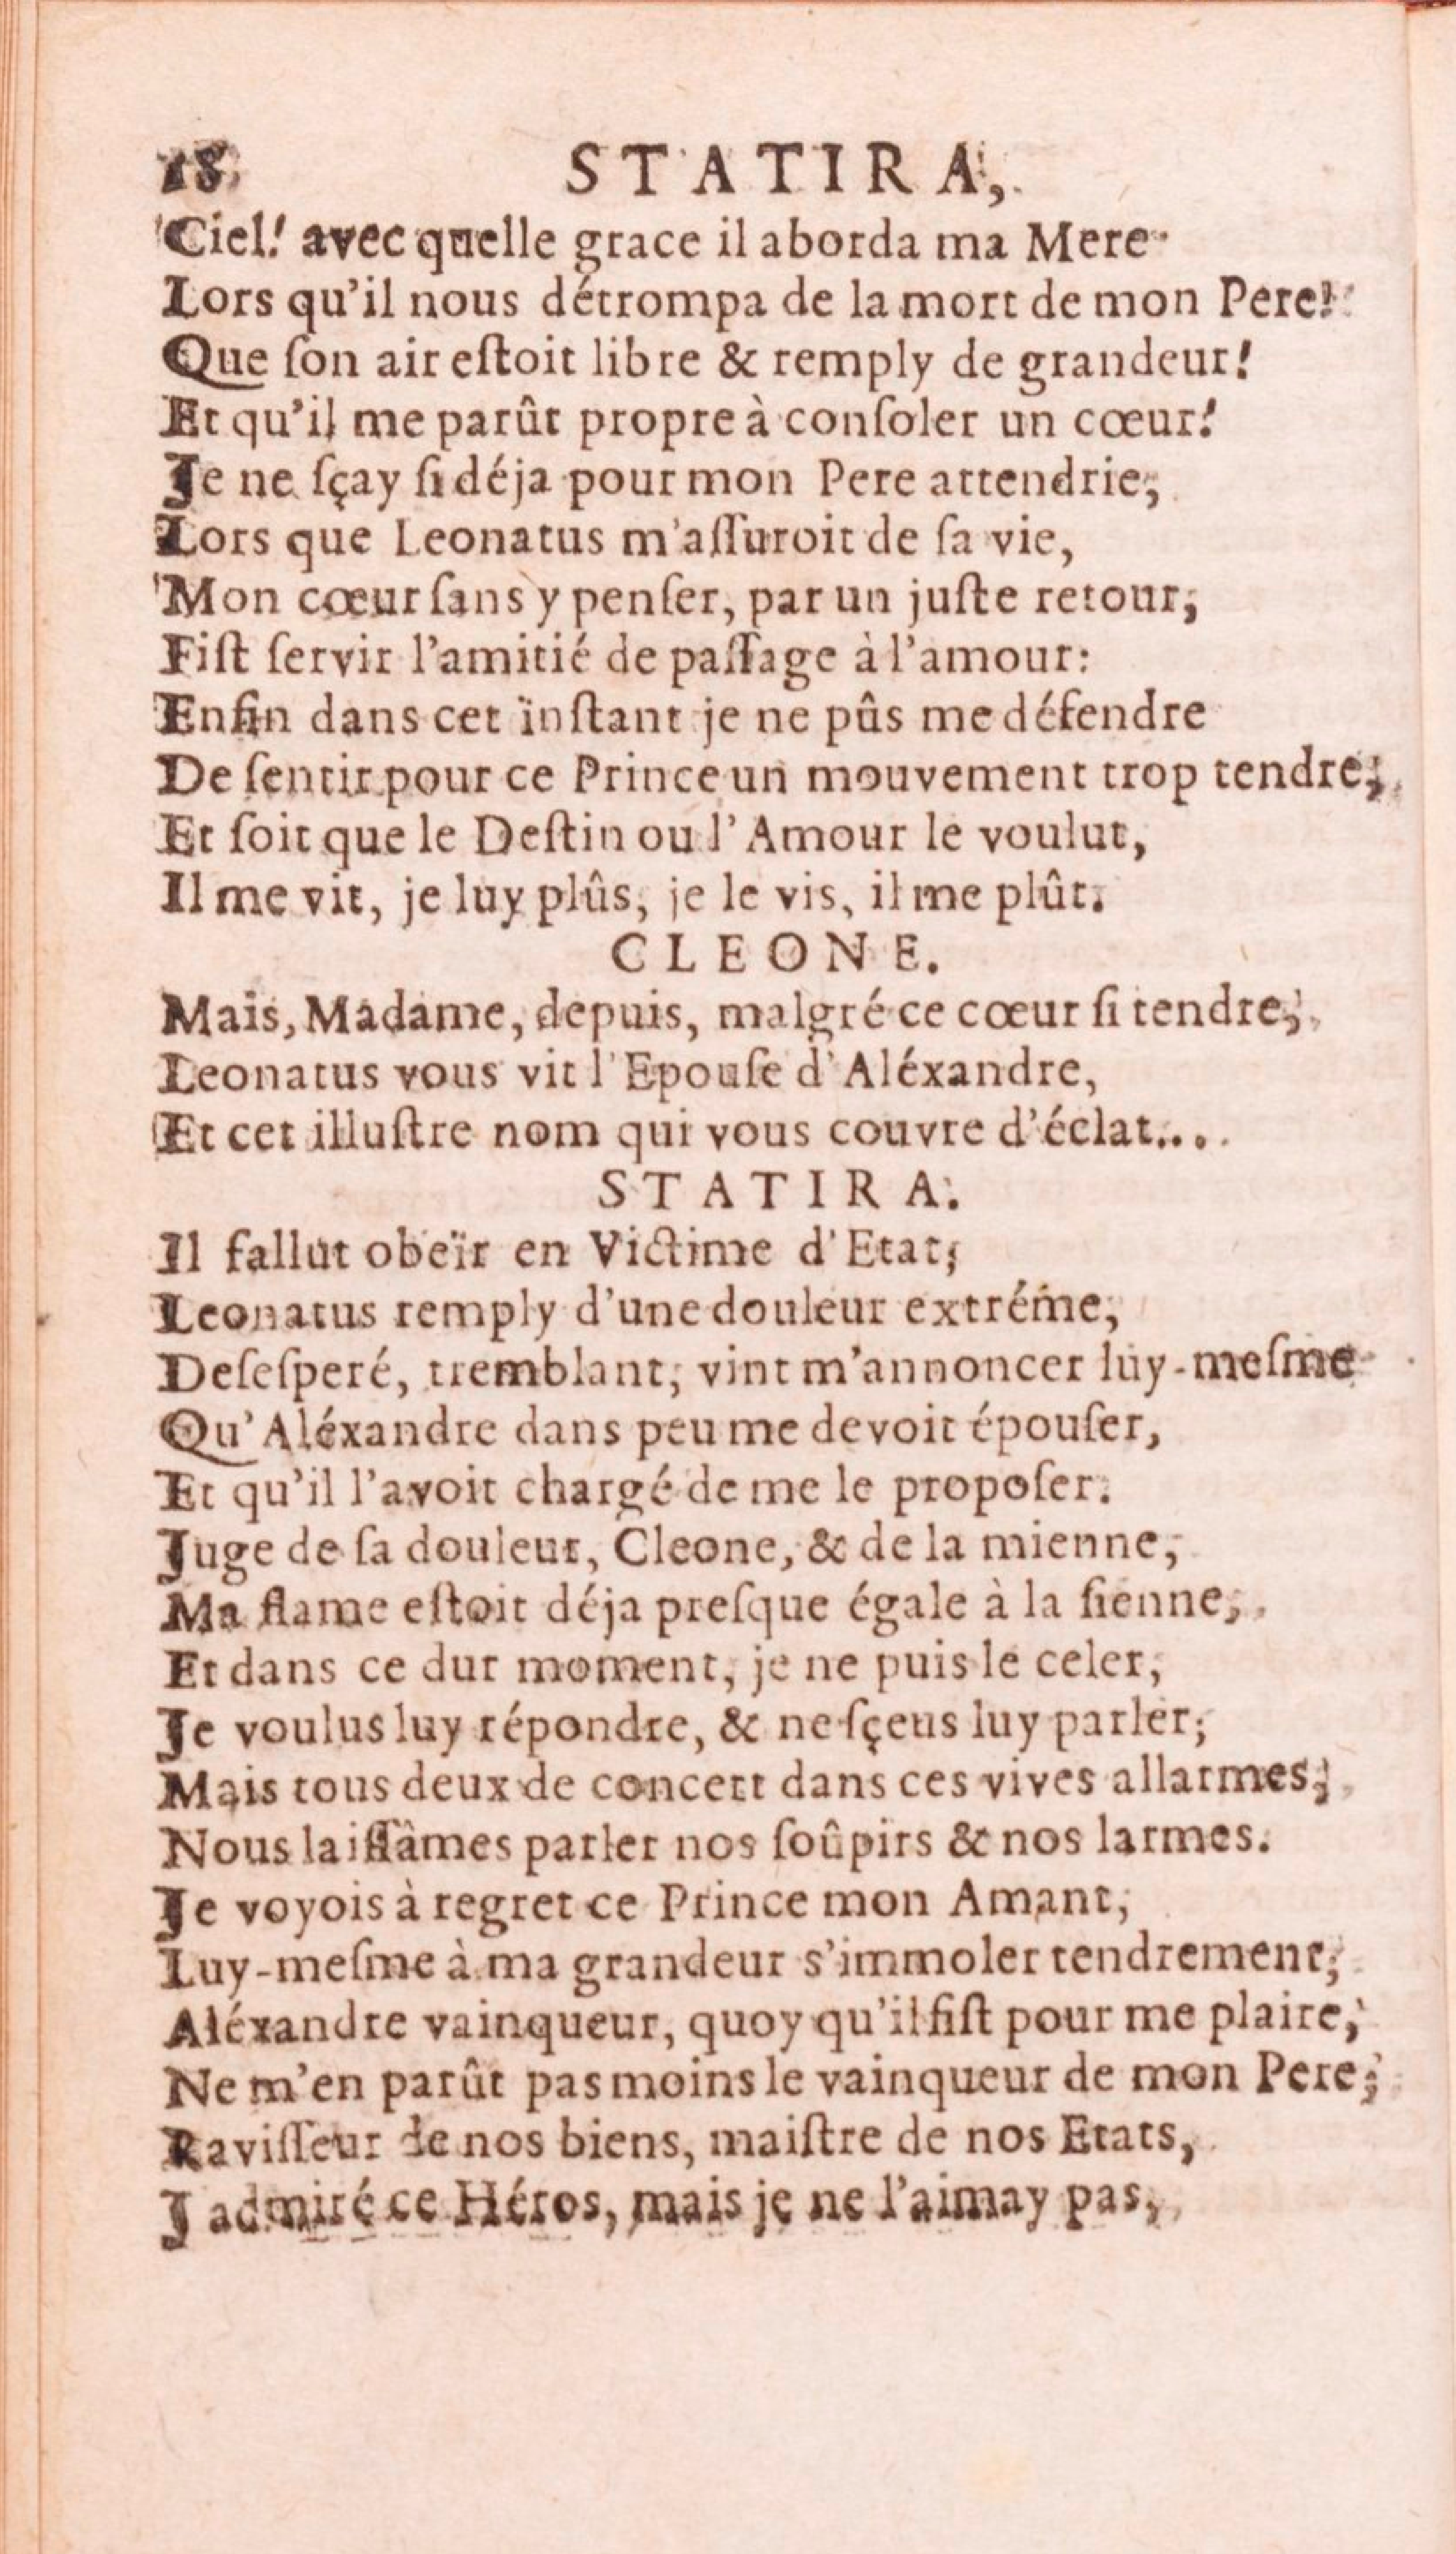 18 STATIRA,
Ciel! avec quelle grace il aborda ma Mere
Lors qu'il nous détrompa de la mort de mon Pere!
Que ſon air eſtoit libre & remply de grandeur!
Et qu'il me parût propre à conſoler un cœur!
Je ne ſçay ſi déja pour mon Pere attendrie,
Lors que Leonatus m'aſſuroit de ſa vie,
Mon cœur ſans y penſer, par un juſte retour,
Fiſt ſervir l'amitié de paſſage à l'amour:
Enfin dans cet ïnſtant je ne pûs me défendre
De ſentir pour ce Prince un mouvement trop tendre;
Et ſoit que le Deſtin ou l'Amour le voulut,
Il me vit, je luy plûs, je le vis, il me plût.
CLEONE.
Mais, Madame, depuis, malgré ce cœur ſi tendre,
Leonatus vous vit l'Epouſe d'Aléxandre,
Et cet illuſtre nom qui vous couvre d'éclat....
STATIRA.
Il fallut obeïr en Victime d'Etat;
Leonatus remply d'une douleur extréme,
Deſeſperé, tremblant, vint m'annoncer luy-meſme
Qu'Aléxandre dans peu me devoit épouſer,
Et qu'il l'avoit chargé de me le propoſer.
Juge de ſa douleur, Cleone, & de la mienne,
Ma flame eſtoit déja preſque égale à la ſienne,
Et dans ce dur moment, je ne puis le celer,
Je voulus luy répondre, & ne ſçeus luy parler;
Mais tous deux de concert dans ces vives allarmes,
Nous laiſſâmes parler nos ſoûpirs & nos larmes.
Je voyois à regret ce Prince mon Amant,
Luy-meſme à ma grandeur s'immoler tendrement;
Aléxandre vainqueur, quoy qu'il fiſt pour me plaire,
Ne m'en parût pas moins le vainqueur de mon Pere;
Raviſſeur de nos biens, maiſtre de nos Etats,
J admiré ce Héros, mais je ne l'aimay pas,